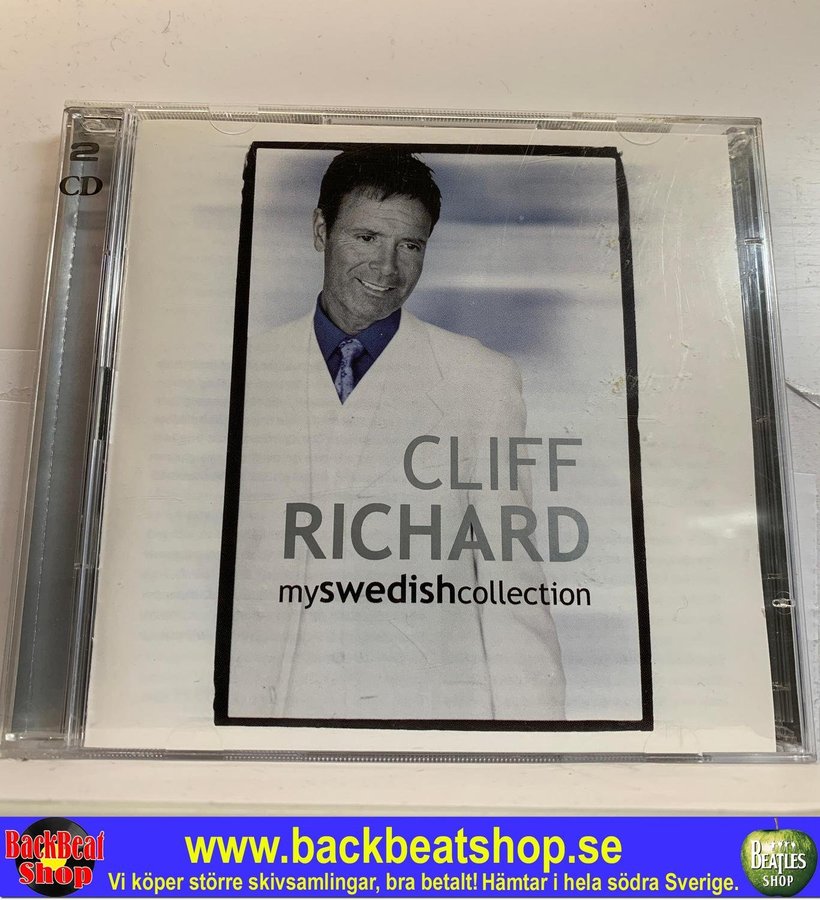 2
CD
CLIFF
RICHARD
myswedishcollection
BackBeat
Shop
www.backbeatshop.se
Vi köper större skivsamlingar, bra betalt! Hämtar i hela södra Sverige.
BEATLES
SHOP